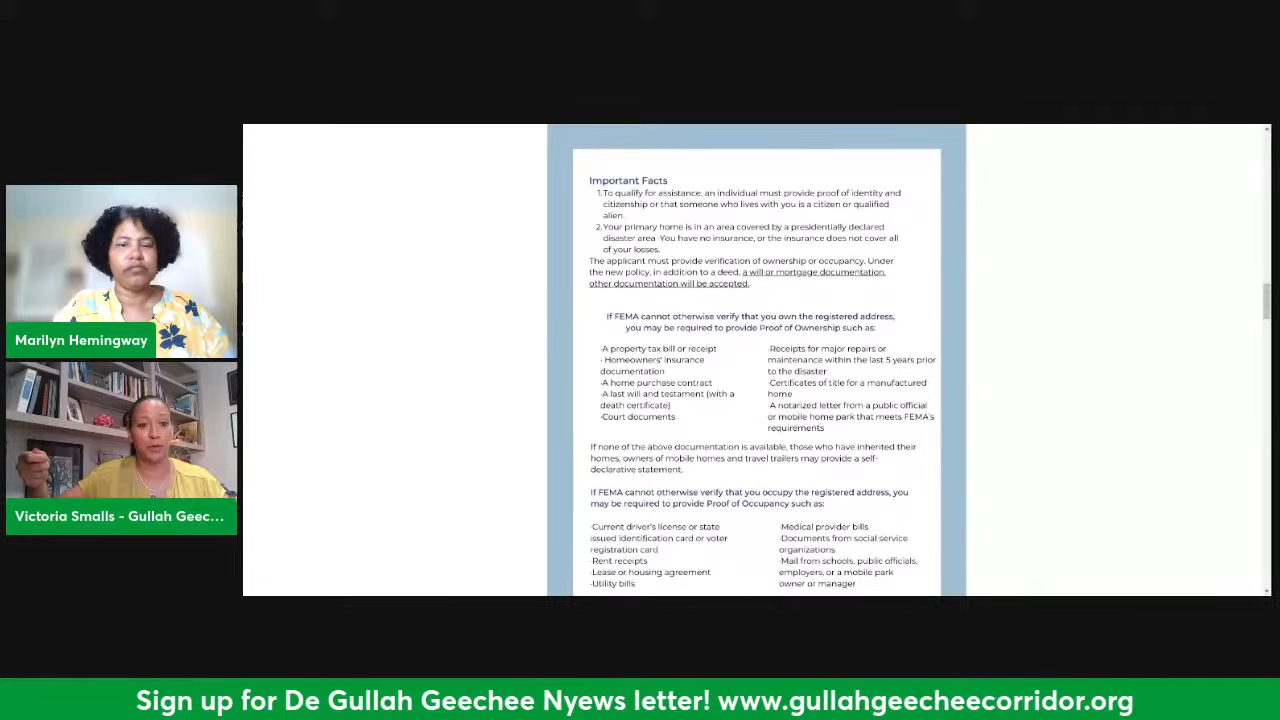 Important Facts
1.To qualify for assistance, an individual must provide proof of identity and
citizenship or that someone who lives with you is a citizen or qualified
alien.
2.Your primary home is in an area covered by a presidentially declared
disaster area ·You have no insurance, or the insurance does not cover all
of your losses.
The applicant must provide verification of ownership or occupancy. Under
the new policy, in addition to a deed, a will or mortgage documentation,
other documentation will be accepted.
If FEMA cannot otherwise verify that you own the registered address,
you may be required to provide Proof of Ownership such as:
·A property tax bill or receipt
· Homeowners' insurance
documentation
·A home purchase contract
·A last will and testament (with a
death certificate)
·Court documents
·Receipts for major repairs or
maintenance within the last 5 years prior
to the disaster
·Certificates of title for a manufactured
home
·A notarized letter from a public official
or mobile home park that meets FEMA's
requirements
If none of the above documentation is available, those who have inherited their
homes, owners of mobile homes and travel trailers may provide a self-
declarative statement.
If FEMA cannot otherwise verify that you occupy the registered address, you
may be required to provide Proof of Occupancy such as:
·Current driver's license or state
issued identification card or voter
registration card
·Rent receipts
·Lease or housing agreement
·Utility bills
·Medical provider bills
·Documents from social service
organizations
·Mail from schools, public officials,
employers, or a mobile park
owner or manager
Marilyn Hemingway
Victoria Smalls - Gullah Geec...
Sign up for De Gullah Geechee Nyews letter! www.gullahgeecheecorridor.org